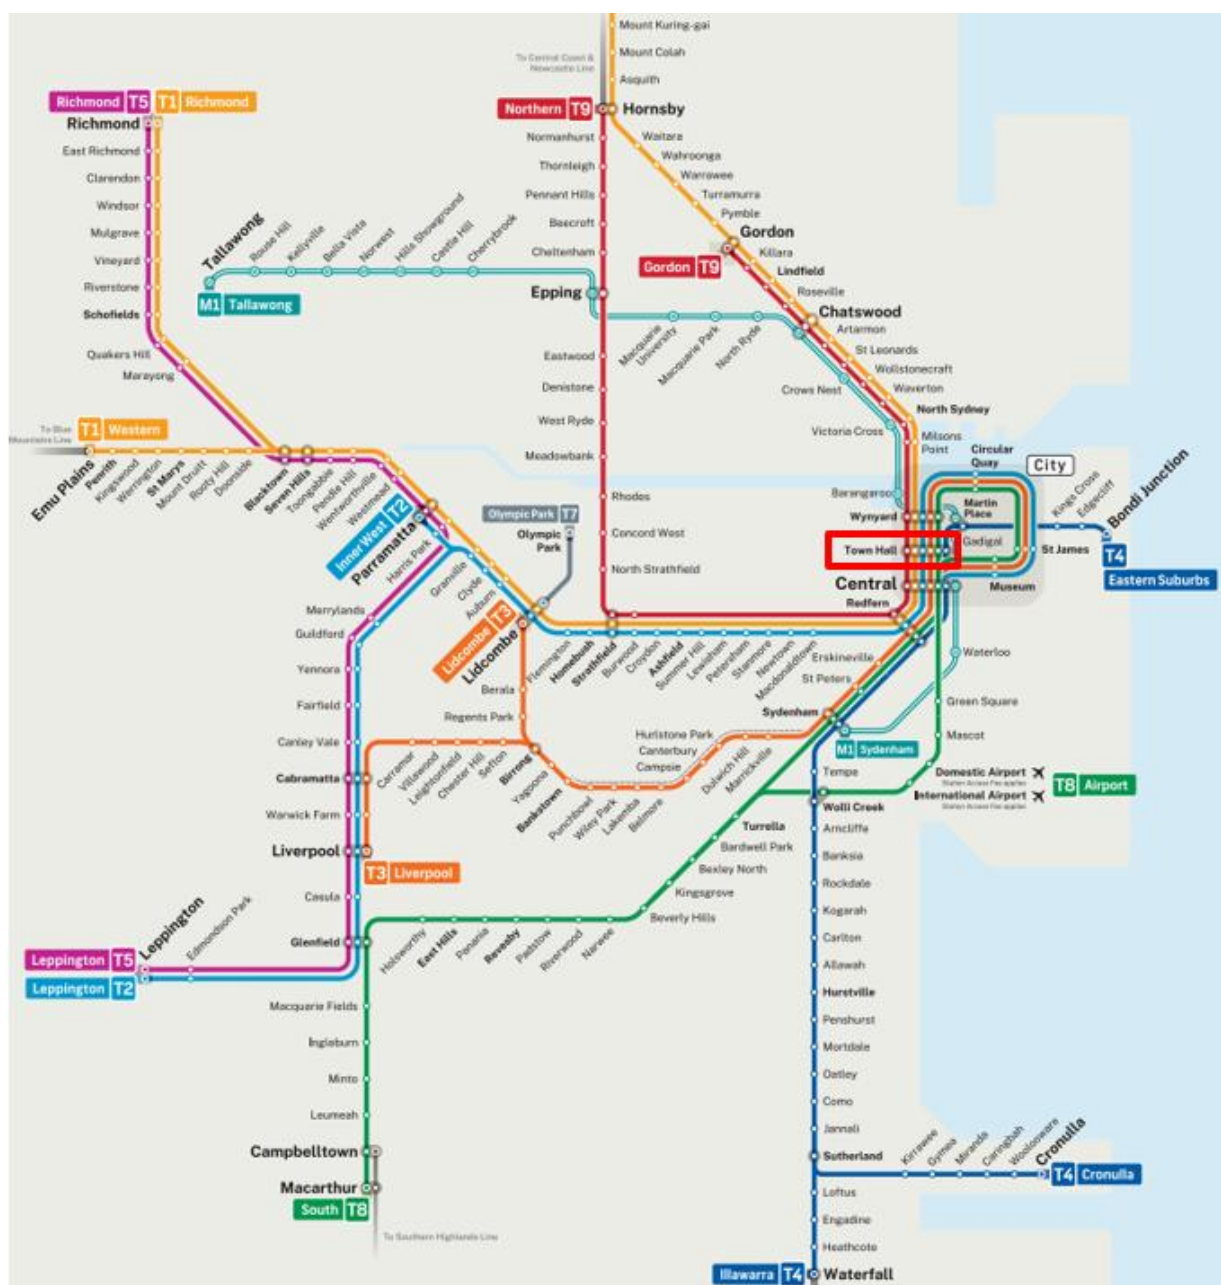 Mount Kuring-gai
To Central Coast &
Newcastle Line
Mount Colah
Asquith
Richmond T5
T1 Richmond
Northern T9
Hornsby
Richmond
East Richmond
Clarendon
Windsor
Mulgrave
Vineyard
Riverstone
Schofields
Quakers Hill
Marayong
Normanhurst
Thornleigh
Pennant Hills
Beecroft
Cheltenham
Waitara
Wahroonga
Warrawee
Turramurra
Pymble
Gordon
Gordon T9
Killara
Lindfield
Roseville
Chatswood
Artarmon
St Leonards
Wollstonecraft
Waverton
North Sydney
Milsons
Point
Tallawong
M1 Tallawong
Rouse Hill
Kellyville
Bella Vista
Norwest
Hills Showground
Castle Hill
Cherrybrook
Epping
Macquarie
University
Macquarie Park
North Ryde
Crows Nest
Victoria Cross
Barangaroo
Eastwood
Denistone
West Ryde
Meadowbank
Rhodes
Concord West
North Strathfield
To Blue
Mountains Line
T1 Western
Emu Plains
Penrith
Kingswood
Werrington
St Marys
Mount Druitt
Rooty Hill
Doonside
Blacktown
Seven Hills
Toongabbie
Pendle Hill
Wentworthville
Westmead
Inner West T2
Parramatta
Harris Park
Granville
Clyde
Auburn
Olympic Park T7
Olympic
Park
Lidcombe T3
Lidcombe
Circular
Quay
City
Wynyard
Martin
Place
Town Hall
Gadigal
St James
Central
Museum
Redfern
Kings Cross
Edgecliff
Bondi Junction
T4
Eastern Suburbs
Flemington
Homebush
Strathfield
Burwood
Croydon
Ashfield
Summer Hill
Lewisham
Petersham
Stanmore
Newtown
Macdonaldtown
Erskineville
St Peters
Sydenham
M1 Sydenham
Waterloo
Green Square
Mascot
Domestic Airport
Station Access Fee applies
International Airport
Station Access Fee applies
T8 Airport
Merrylands
Guildford
Yennora
Fairfield
Canley Vale
Cabramatta
Warwick Farm
Liverpool
T3 Liverpool
Casula
Glenfield
Berala
Regents Park
Carramar
Villawood
Leightonfield
Chester Hill
Sefton
Birrong
Yagoona
Bankstown
Punchbowl
Wiley Park
Lakemba
Belmore
Campsie
Canterbury
Hurlstone Park
Dulwich Hill
Marrickville
Leppington
Edmondson Park
Leppington T5
Leppington T2
Holsworthy
East Hills
Panania
Revesby
Padstow
Riverwood
Narwee
Beverly Hills
Kingsgrove
Bexley North
Bardwell Park
Turrella
Tempe
Wolli Creek
Arncliffe
Banksia
Rockdale
Kogarah
Carlton
Allawah
Hurstville
Penshurst
Mortdale
Oatley
Como
Jannali
Sutherland
Kirrawee
Gymea
Miranda
Caringbah
Woolooware
Cronulla
T4 Cronulla
Loftus
Engadine
Heathcote
Illawarra T4
Waterfall
Macquarie Fields
Ingleburn
Minto
Leumeah
Campbelltown
Macarthur
South T8
To Southern Highlands Line